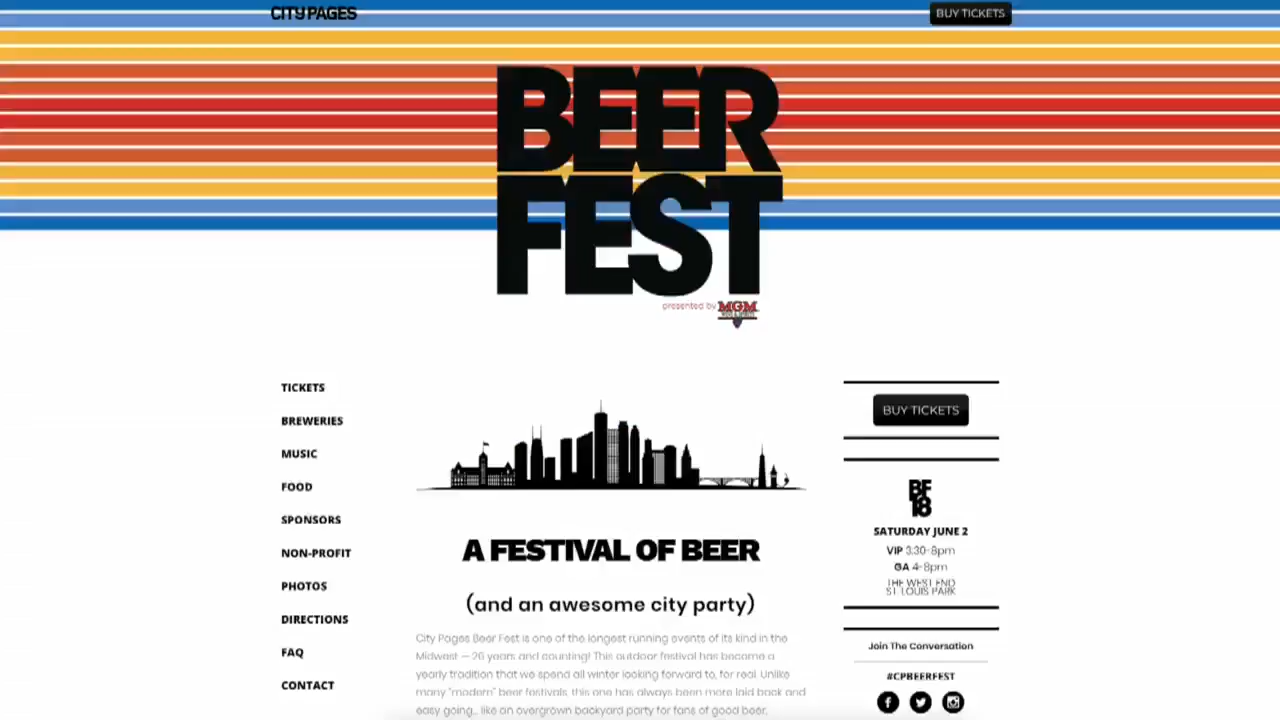 CITY PAGES
BUY TICKETS
BEER
FEST
presented by MGM
TICKETS
BREWERIES
MUSIC
FOOD
SPONSORS
NON-PROFIT
PHOTOS
DIRECTIONS
FAQ
CONTACT
A FESTIVAL OF BEER
(and an awesome city party)
City Pages Beer Fest is one of the longest running events of its kind in the
Midwest — 26 years and counting! This outdoor festival has become a
yearly tradition that we spend all winter looking forward to, for real. Unlike
many "modern" beer festivals, this one has always been more laid back and
easy going... like an overgrown backyard party for fans of good beer.
BUY TICKETS
BF
18
SATURDAY JUNE 2
VIP 3:30-8pm
GA 4-8pm
THE WEST END
ST. LOUIS PARK
Join The Conversation
#CPBEERFEST